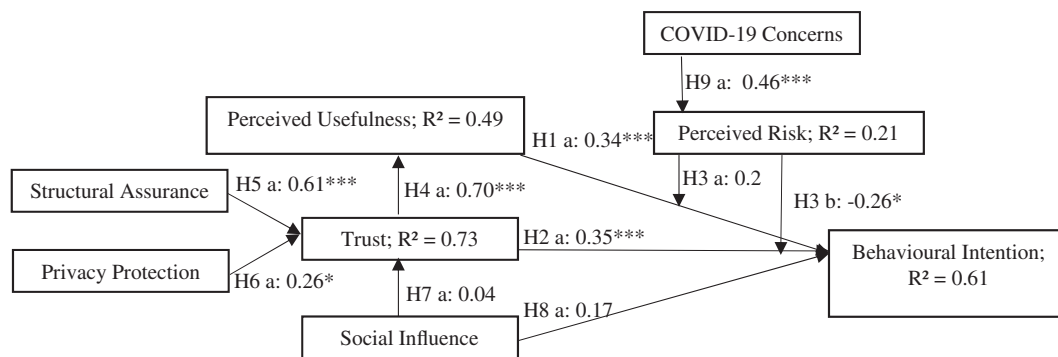 COVID-19 Concerns
H9 a: 0.46***
Perceived Usefulness; R² = 0.49
H1 a: 0.34***
Perceived Risk; R² = 0.21
Structural Assurance
H5 a: 0.61***
H4 a: 0.70***
H3 a: 0.2
H3 b: -0.26*
Trust; R² = 0.73
H2 a: 0.35***
Behavioural Intention;
R² = 0.61
Privacy Protection
H6 a: 0.26*
H7 a: 0.04
H8 a: 0.17
Social Influence